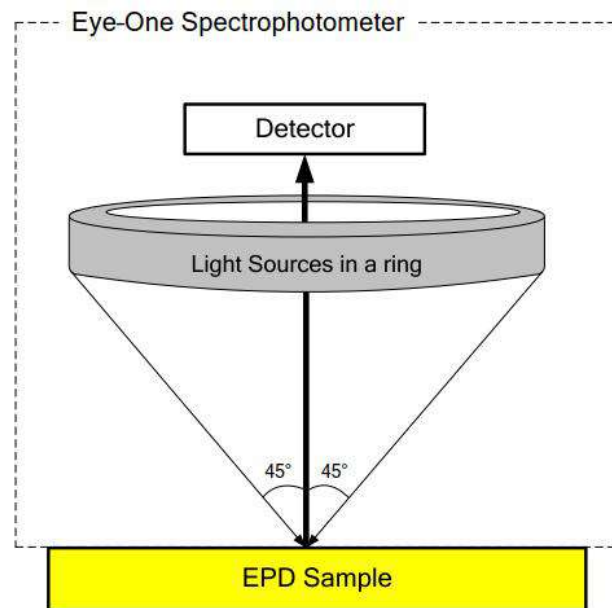 Eye-One Spectrophotometer
Detector
Light Sources in a ring
45° 45°
EPD Sample